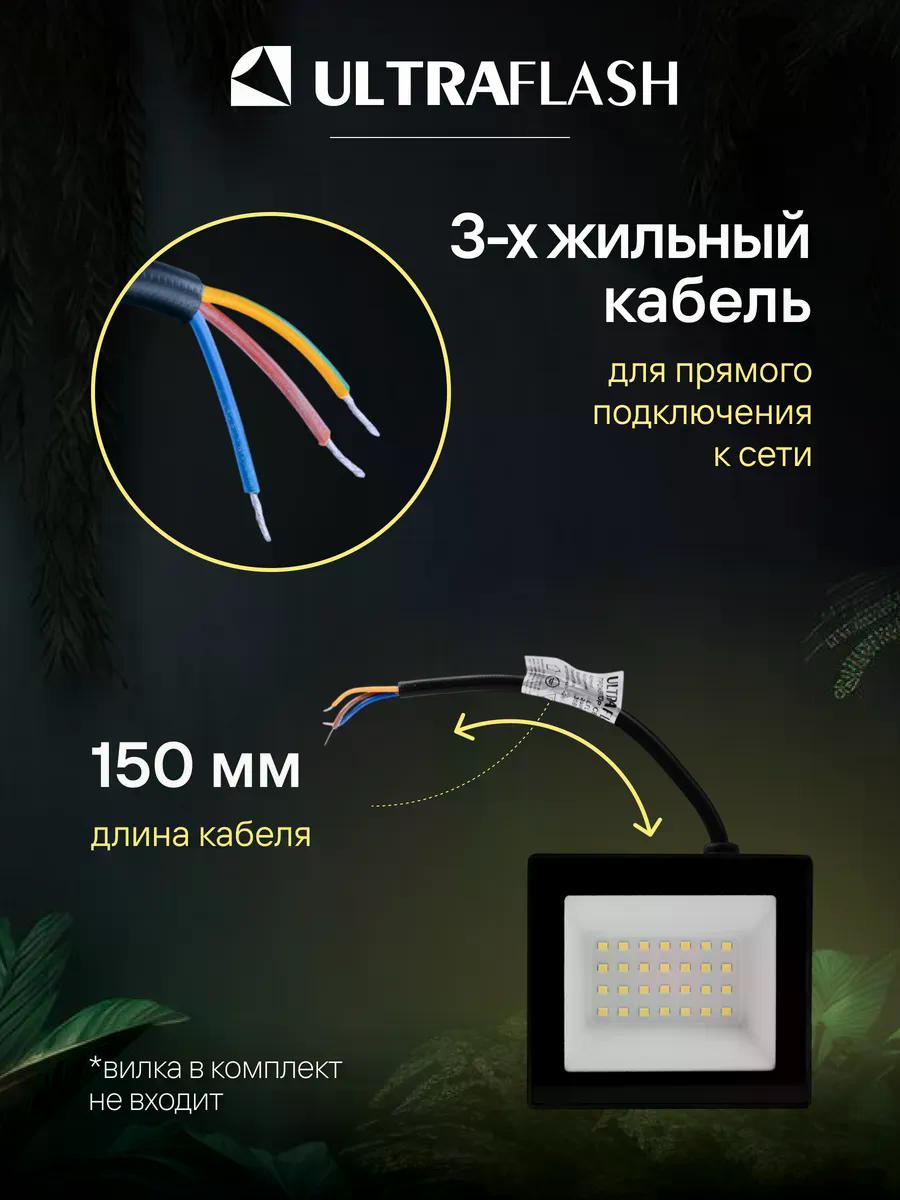 ULTRAFLASH
3-х жильный
кабель
для прямого
подключения
к сети
150 мм
длина кабеля
*вилка в комплект
не входит